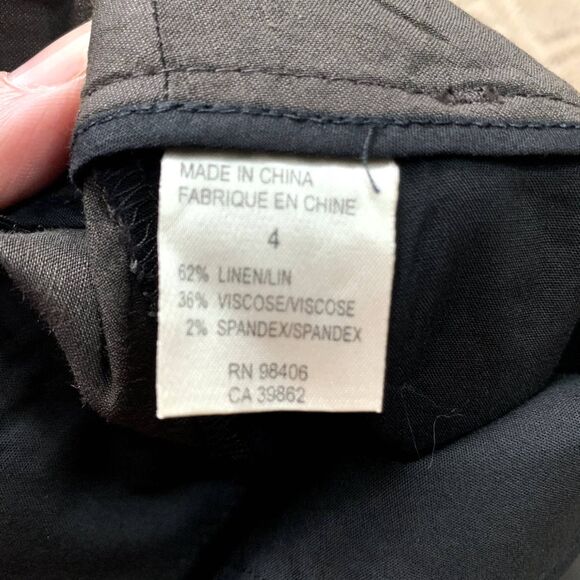 MADE IN CHINA
FABRIQUE EN CHINE
4
62% LINEN/LIN
36% VISCOSE/VISCOSE
2% SPANDEX/SPANDEX
RN 98406
CA 39862